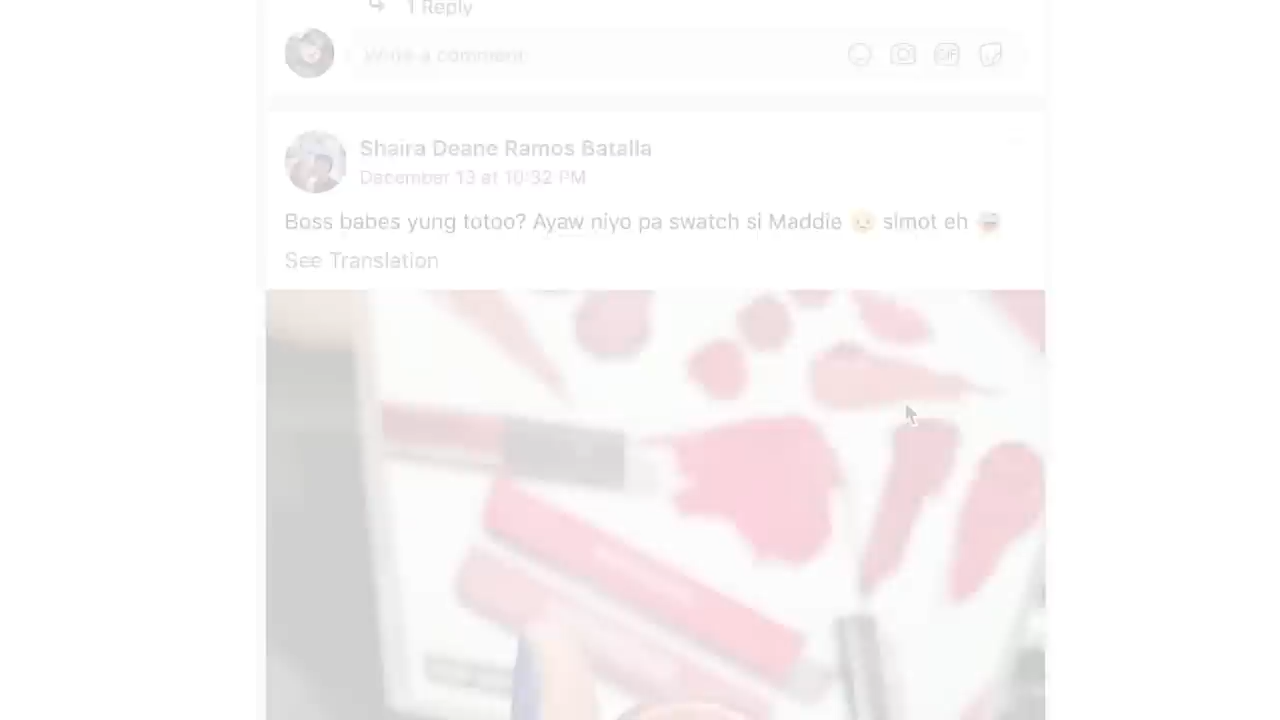 1 Reply
Write a comment
Shaira Deane Ramos Batalla
December 13 at 10:32 PM
Boss babes yung totoo? Ayaw niyo pa swatch si Maddie 🥺 simot eh 😂
See Translation
GIF